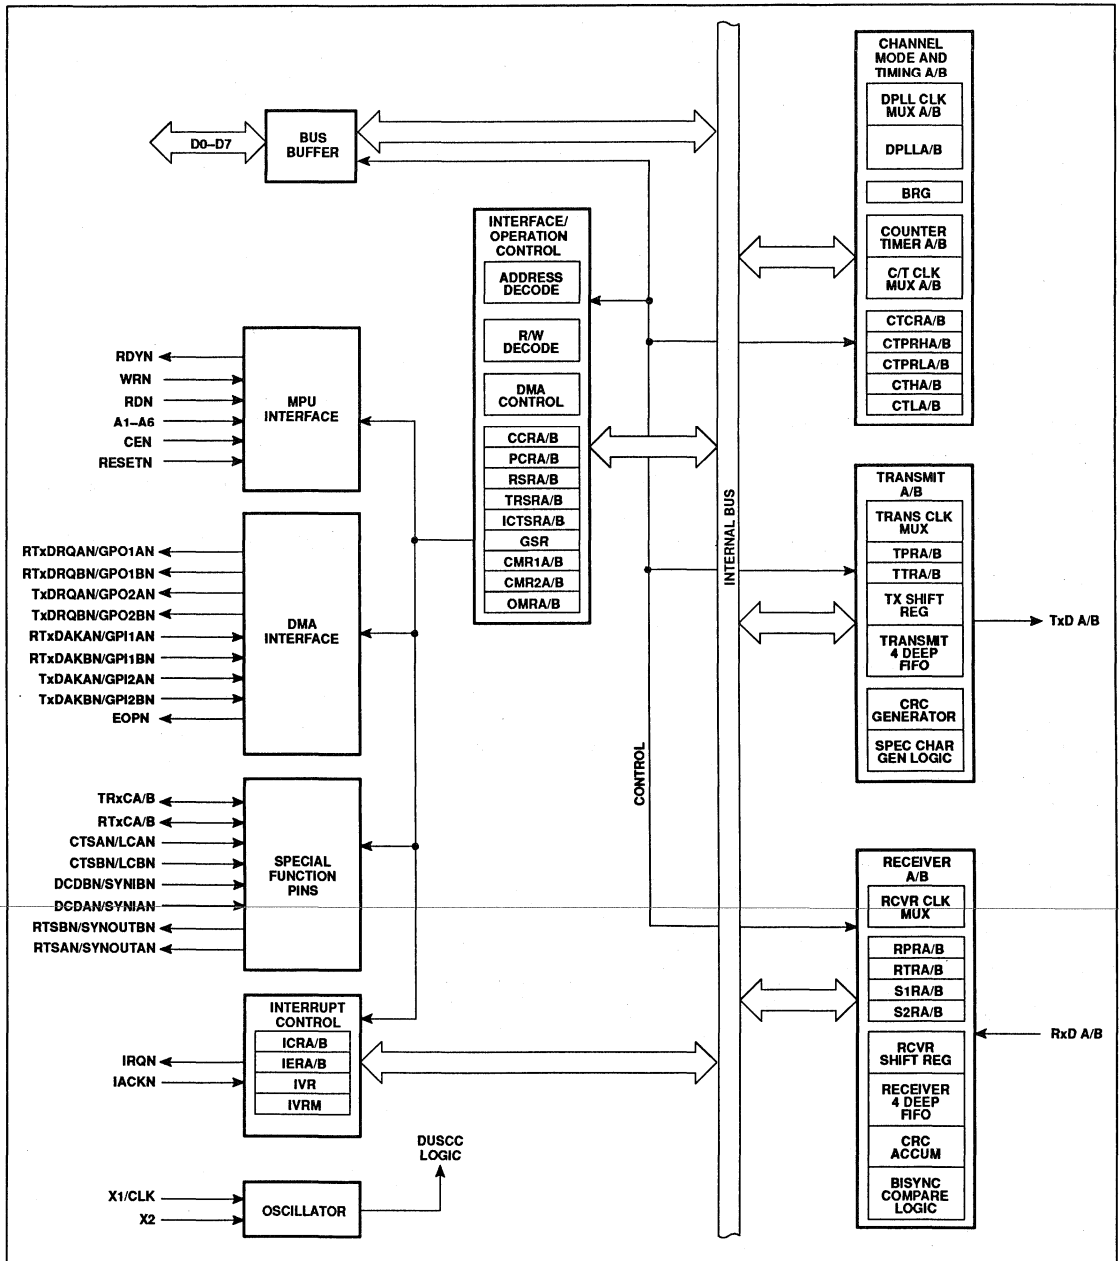 D0–D7
BUS
BUFFER
INTERFACE/
OPERATION
CONTROL
ADDRESS
DECODE
R/W
DECODE
DMA
CONTROL
CCRA/B
PCRA/B
RSRA/B
TRSRA/B
ICTSRA/B
GSR
CMR1A/B
CMR2A/B
OMRA/B
RDYN
WRN
RDN
A1–A6
CEN
RESETN
MPU
INTERFACE
RTxDRQAN/GPO1AN
RTxDRQBN/GPO1BN
TxDRQAN/GPO2AN
TxDRQBN/GPO2BN
RTxDAKAN/GPI1AN
RTxDAKBN/GPI1BN
TxDAKAN/GPI2AN
TxDAKBN/GPI2BN
EOPN
DMA
INTERFACE
TRxCA/B
RTxCA/B
CTSAN/LCAN
CTSBN/LCBN
DCDBN/SYNIBN
DCDAN/SYNIAN
RTSBN/SYNOUTBN
RTSAN/SYNOUTAN
SPECIAL
FUNCTION
PINS
INTERRUPT
CONTROL
ICRA/B
IERA/B
IVR
IVRM
IRQN
IACKN
DUSCC
LOGIC
X1/CLK
X2
OSCILLATOR
CONTROL
INTERNAL BUS
CHANNEL
MODE AND
TIMING A/B
DPLL CLK
MUX A/B
DPLLA/B
BRG
COUNTER
TIMER A/B
C/T CLK
MUX A/B
CTCRA/B
CTPRHA/B
CTPRLA/B
CTHA/B
CTLA/B
TRANSMIT
A/B
TRANS CLK
MUX
TPRA/B
TTRA/B
TX SHIFT
REG
TRANSMIT
4 DEEP
FIFO
CRC
GENERATOR
SPEC CHAR
GEN LOGIC
TxD A/B
RECEIVER
A/B
RCVR CLK
MUX
RPRA/B
RTRA/B
S1RA/B
S2RA/B
RCVR
SHIFT REG
RECEIVER
4 DEEP
FIFO
CRC
ACCUM
BISYNC
COMPARE
LOGIC
RxD A/B